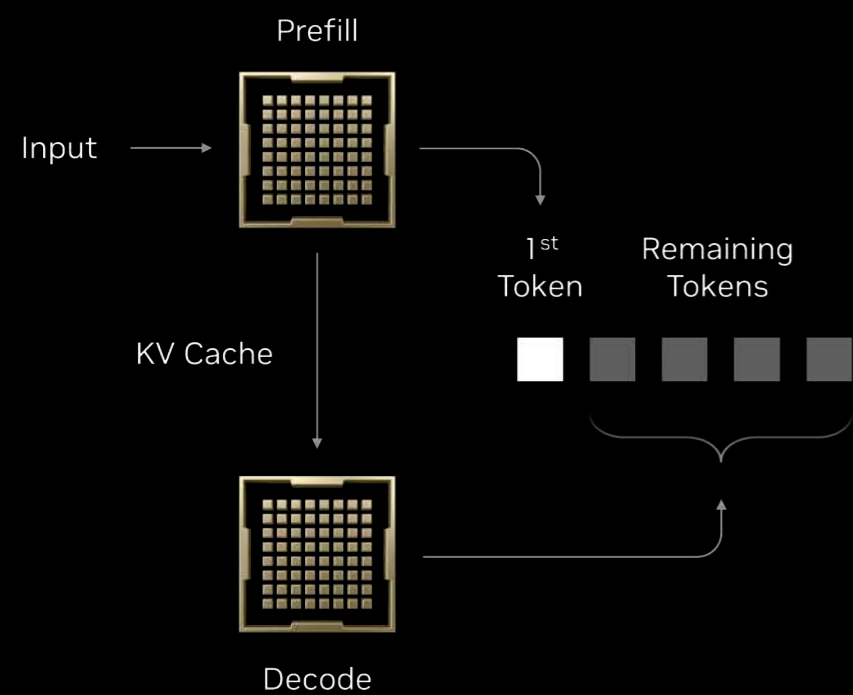 Prefill
Input
1st
Token
Remaining
Tokens
KV Cache
Decode